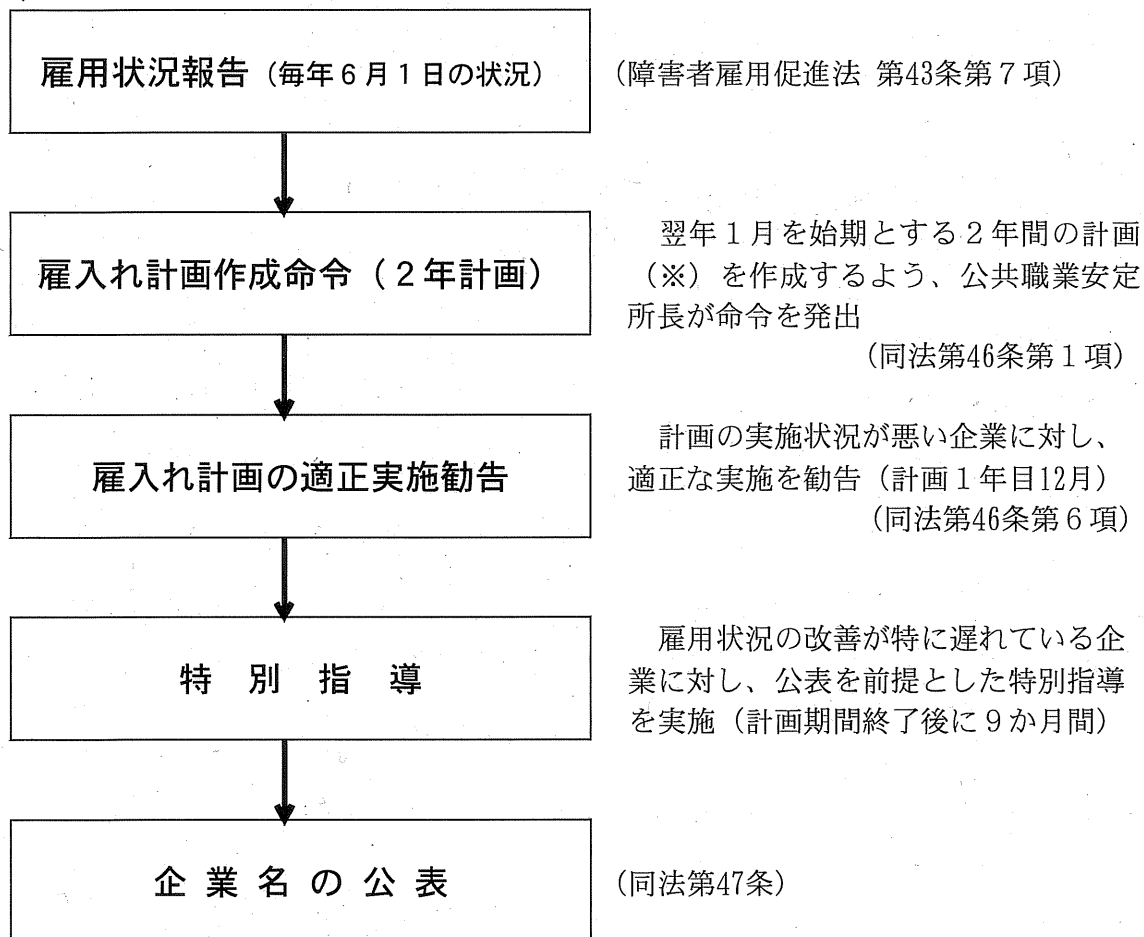 雇用状況報告（毎年６月１日の状況）
(障害者雇用促進法 第43条第７項)
雇入れ計画作成命令（２年計画）
翌年１月を始期とする２年間の計画
（※）を作成するよう、公共職業安定
所長が命令を発出
(同法第46条第１項)
雇入れ計画の適正実施勧告
計画の実施状況が悪い企業に対し、
適正な実施を勧告（計画１年目12月）
(同法第46条第６項)
特別指導
雇用状況の改善が特に遅れている企
業に対し、公表を前提とした特別指導
を実施（計画期間終了後に９か月間）
企業名の公表
(同法第47条)